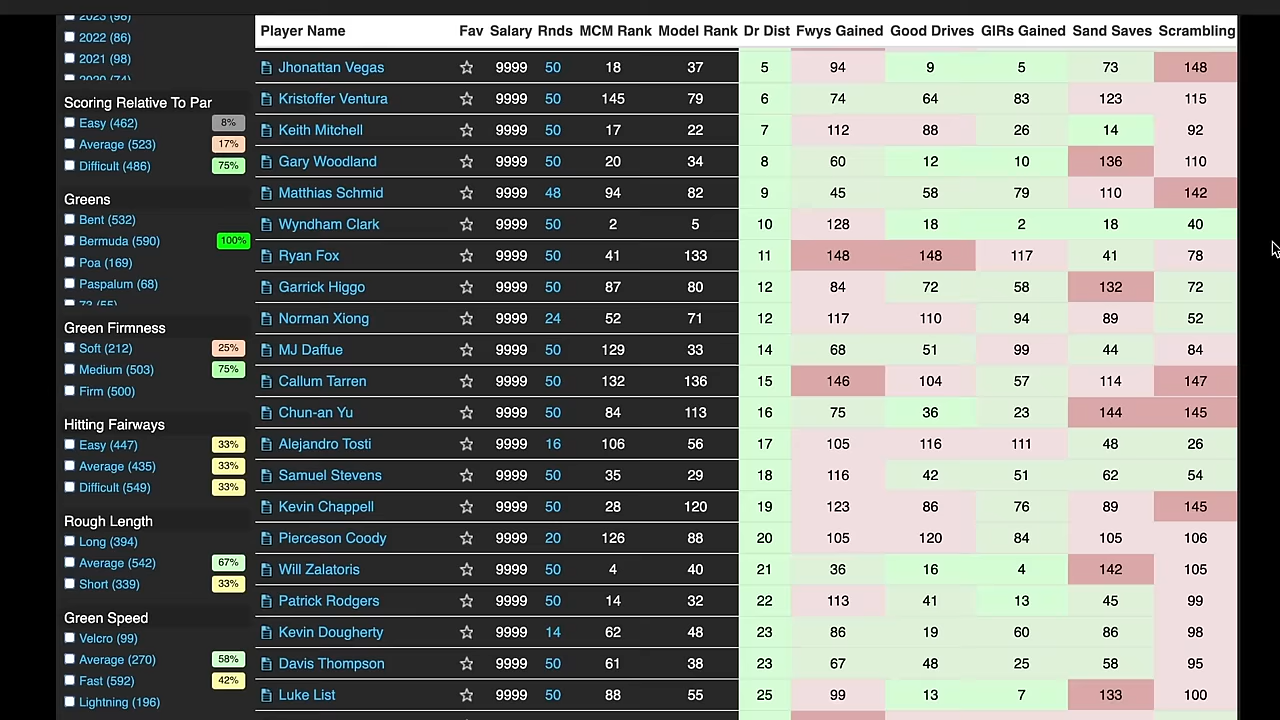 2023 (98)
2022 (86)
2021 (98)
2020 (74)
Scoring Relative To Par
Easy (462) 8%
Average (523) 17%
Difficult (486) 75%
Greens
Bent (532)
Bermuda (590) 100%
Poa (169)
Paspalum (68)
Green Firmness
Soft (212) 25%
Medium (503) 75%
Firm (500)
Hitting Fairways
Easy (447) 33%
Average (435) 33%
Difficult (549) 33%
Rough Length
Long (394)
Average (542) 67%
Short (339) 33%
Green Speed
Velcro (99)
Average (270) 58%
Fast (592) 42%
Lightning (196)
Player Name Fav Salary Rnds MCM Rank Model Rank Dr Dist Fwys Gained Good Drives GIRs Gained Sand Saves Scrambling
Jhonattan Vegas 9999 50 18 37 5 94 9 5 73 148
Kristoffer Ventura 9999 50 145 79 6 74 64 83 123 115
Keith Mitchell 9999 50 17 22 7 112 88 26 14 92
Gary Woodland 9999 50 20 34 8 60 12 10 136 110
Matthias Schmid 9999 48 94 82 9 45 58 79 110 142
Wyndham Clark 9999 50 2 5 10 128 18 2 18 40
Ryan Fox 9999 50 41 133 11 148 148 117 41 78
Garrick Higgo 9999 50 87 80 12 84 72 58 132 72
Norman Xiong 9999 24 52 71 12 117 110 94 89 52
MJ Daffue 9999 50 129 33 14 68 51 99 44 84
Callum Tarren 9999 50 132 136 15 146 104 57 114 147
Chun-an Yu 9999 50 84 113 16 75 36 23 144 145
Alejandro Tosti 9999 16 106 56 17 105 116 111 48 26
Samuel Stevens 9999 50 35 29 18 116 42 51 62 54
Kevin Chappell 9999 50 28 120 19 123 86 76 89 145
Pierceson Coody 9999 20 126 88 20 105 120 84 105 106
Will Zalatoris 9999 50 4 40 21 36 16 4 142 105
Patrick Rodgers 9999 50 14 32 22 113 41 13 45 99
Kevin Dougherty 9999 14 62 48 23 86 19 60 86 98
Davis Thompson 9999 50 61 38 23 67 48 25 58 95
Luke List 9999 50 88 55 25 99 13 7 133 100